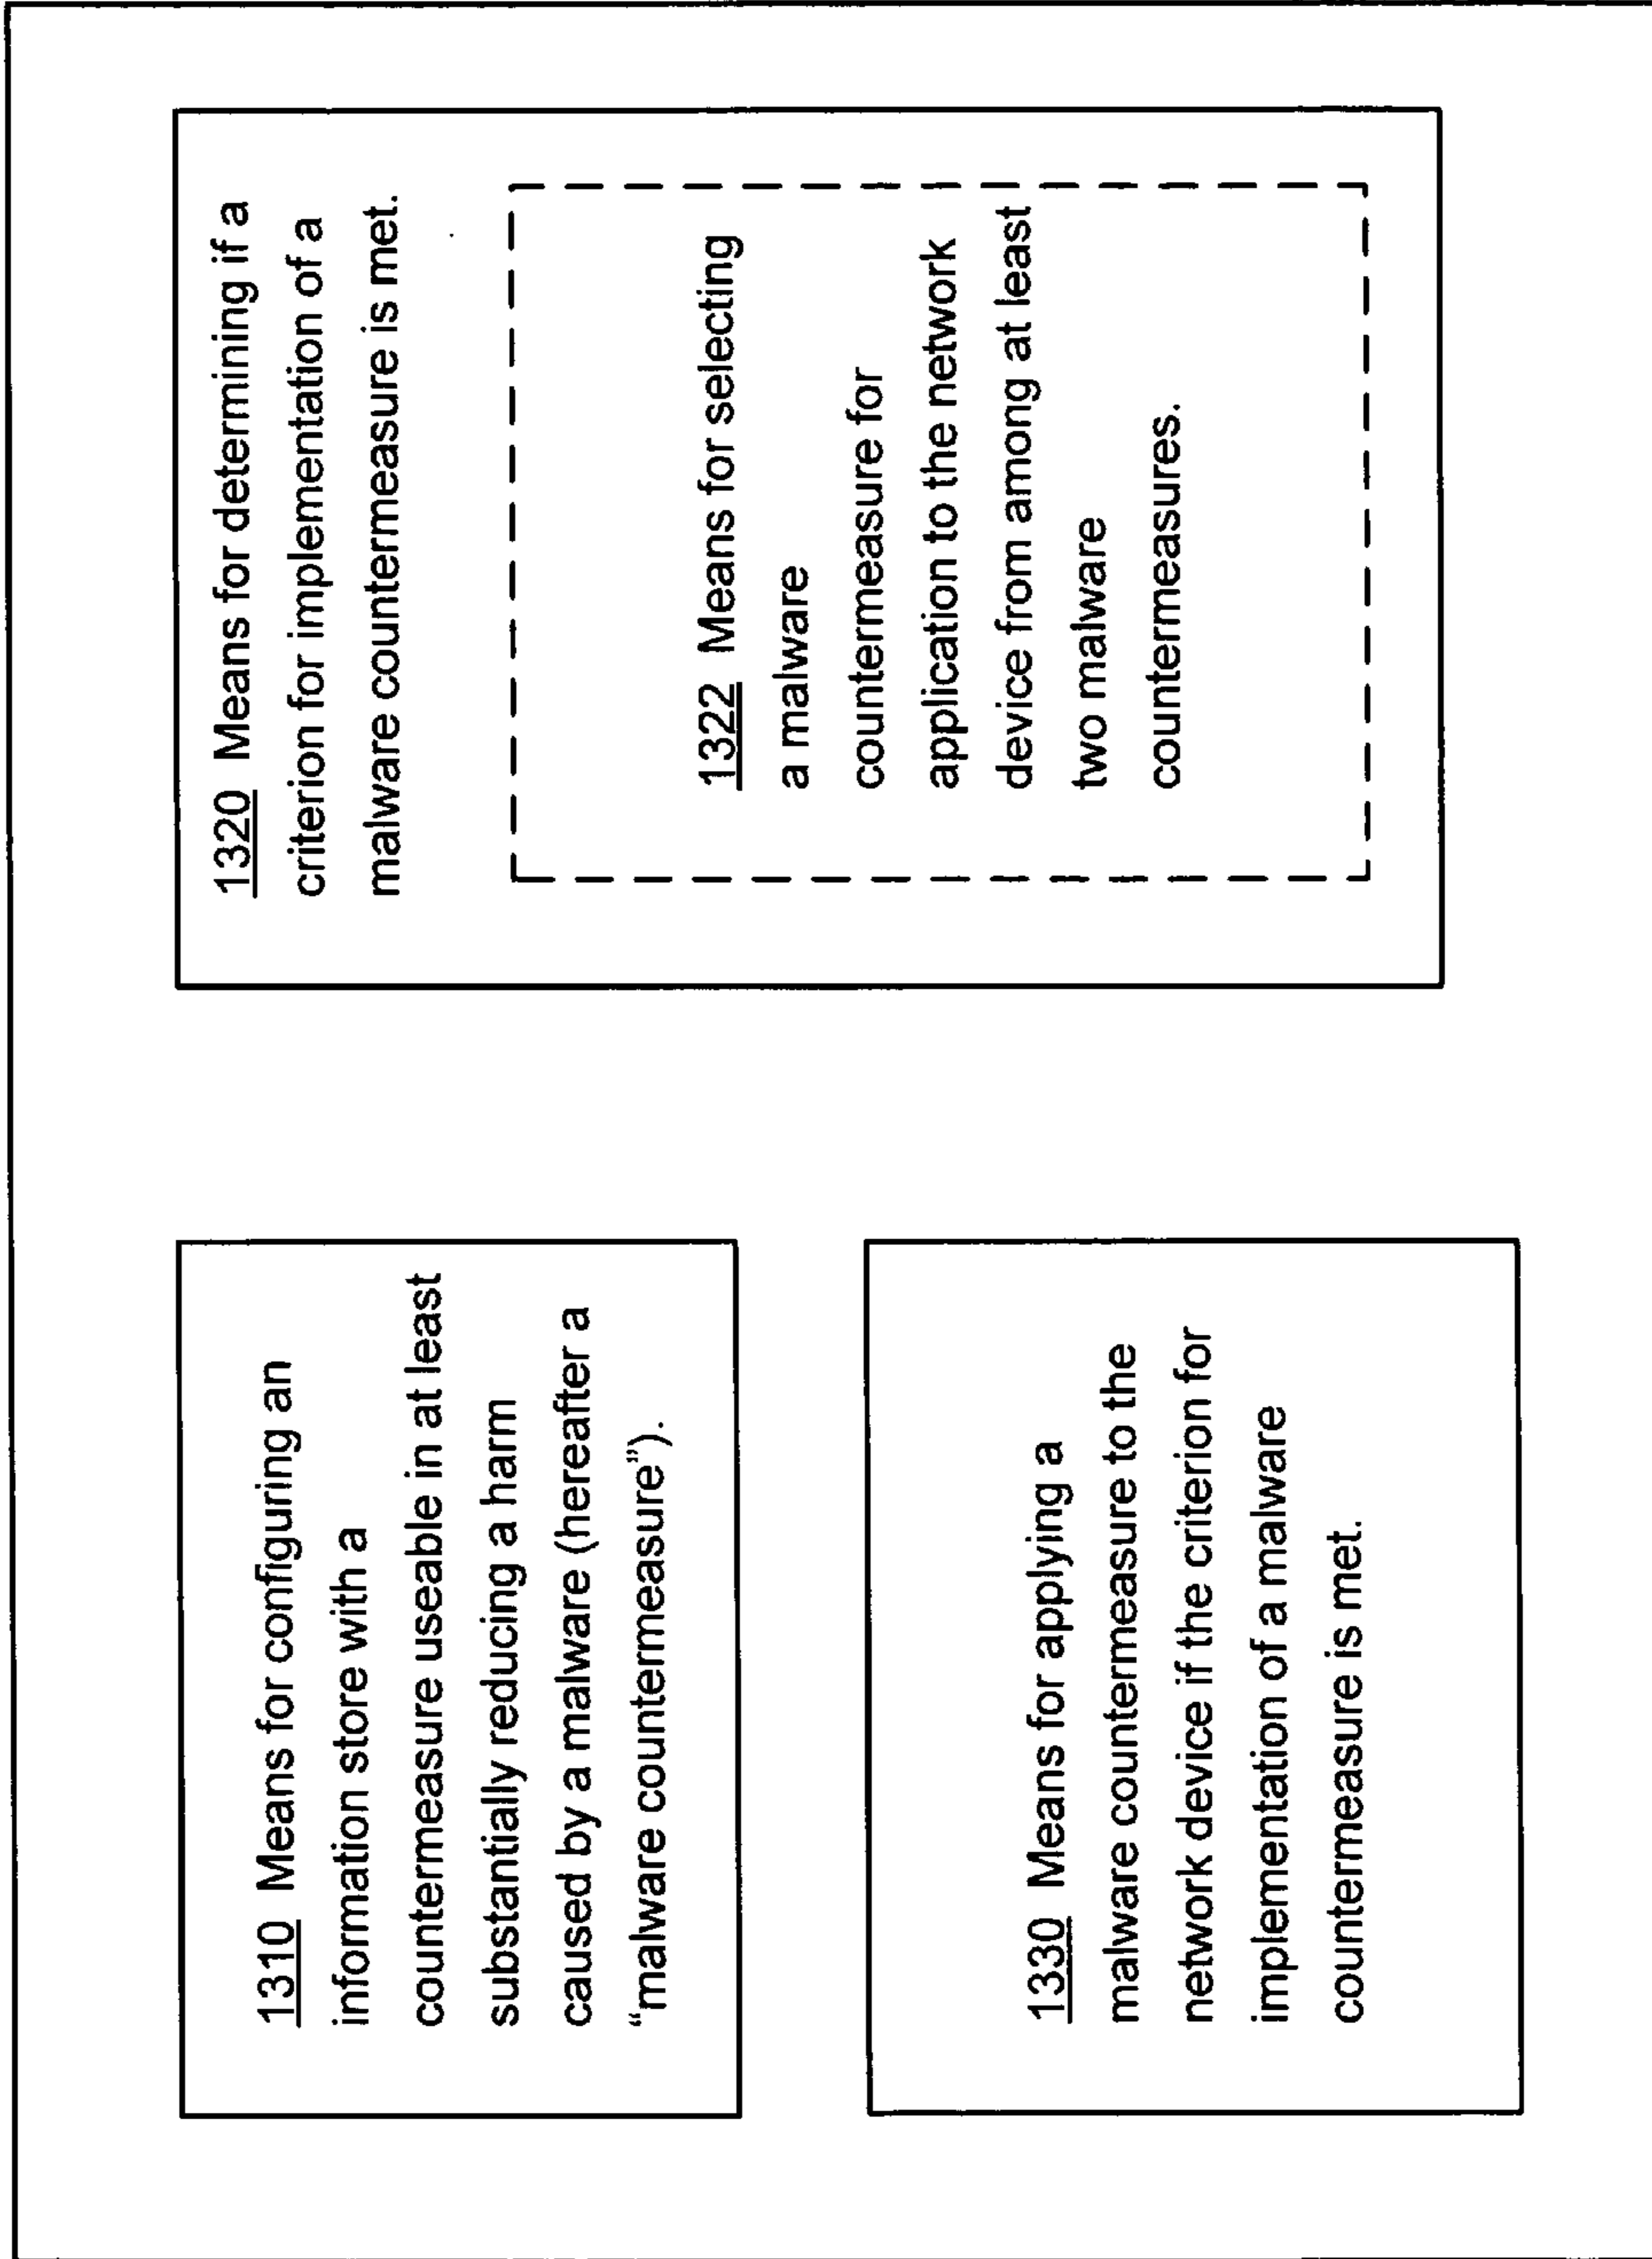 1310 Means for configuring an
information store with a
countermeasure useable in at least
substantially reducing a harm
caused by a malware (hereafter a
“malware countermeasure”).
1320 Means for determining if a
criterion for implementation of a
malware countermeasure is met.
1322 Means for selecting
a malware
countermeasure for
application to the network
device from among at least
two malware
countermeasures.
1330 Means for applying a
malware countermeasure to the
network device if the criterion for
implementation of a malware
countermeasure is met.